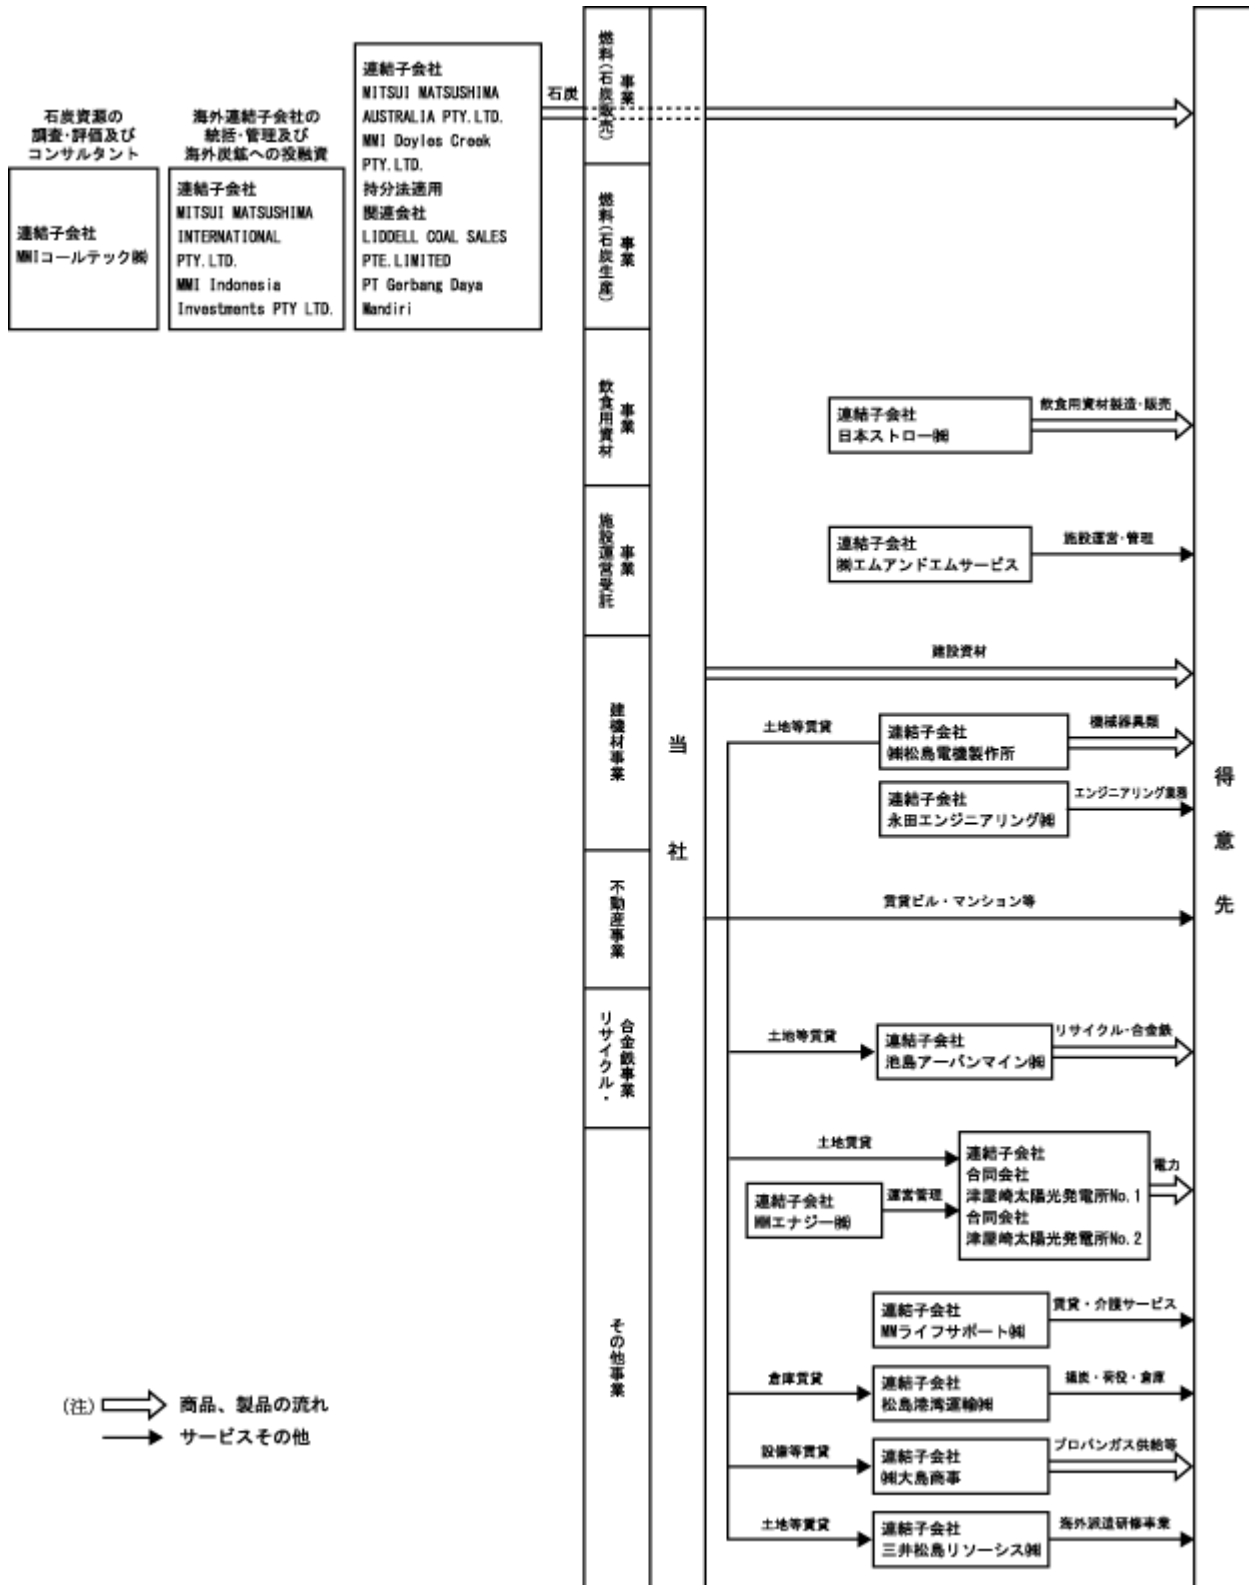 石炭資源の
調査・評価及び
コンサルタント
連結子会社
MMIコールテック㈱
海外連結子会社の
統括・管理及び
海外炭鉱への投融資
連結子会社
MITSUI MATSUSHIMA
INTERNATIONAL
PTY.LTD.
MMI Indonesia
Investments PTY LTD.
連結子会社
MITSUI MATSUSHIMA
AUSTRALIA PTY.LTD.
MMI Doyles Creek
PTY.LTD.
持分法適用
関連会社
LIDDELL COAL SALES
PTE.LIMITED
PT Gerbang Daya
Mandiri
石炭
燃料(石炭販売)
事業
燃料(石炭生産)
事業
飲食用資材
事業
施設運営受託
事業
建機材事業
不動産事業
リサイクル・
合金鉄事業
その他事業
当社
飲食用資材製造・販売
連結子会社
日本ストロー㈱
施設運営・管理
連結子会社
㈱エムアンドエムサービス
建設資材
土地等賃貸
連結子会社
㈱松島電機製作所
機械器具類
連結子会社
永田エンジニアリング㈱
エンジニアリング業務
賃貸ビル・マンション等
土地等賃貸
連結子会社
池島アーバンマイン㈱
リサイクル・合金鉄
土地賃貸
連結子会社
MMエナジー㈱
運営管理
連結子会社
合同会社
津屋崎太陽光発電所No.1
合同会社
津屋崎太陽光発電所No.2
電力
連結子会社
MMライフサポート㈱
賃貸・介護サービス
倉庫賃貸
連結子会社
松島港湾運輸㈱
揚炭・荷役・倉庫
設備等賃貸
連結子会社
㈱大島商事
プロパンガス供給等
土地等賃貸
連結子会社
三井松島リソーシス㈱
海外派遣研修事業
得意先
(注) 商品、製品の流れ
サービスその他